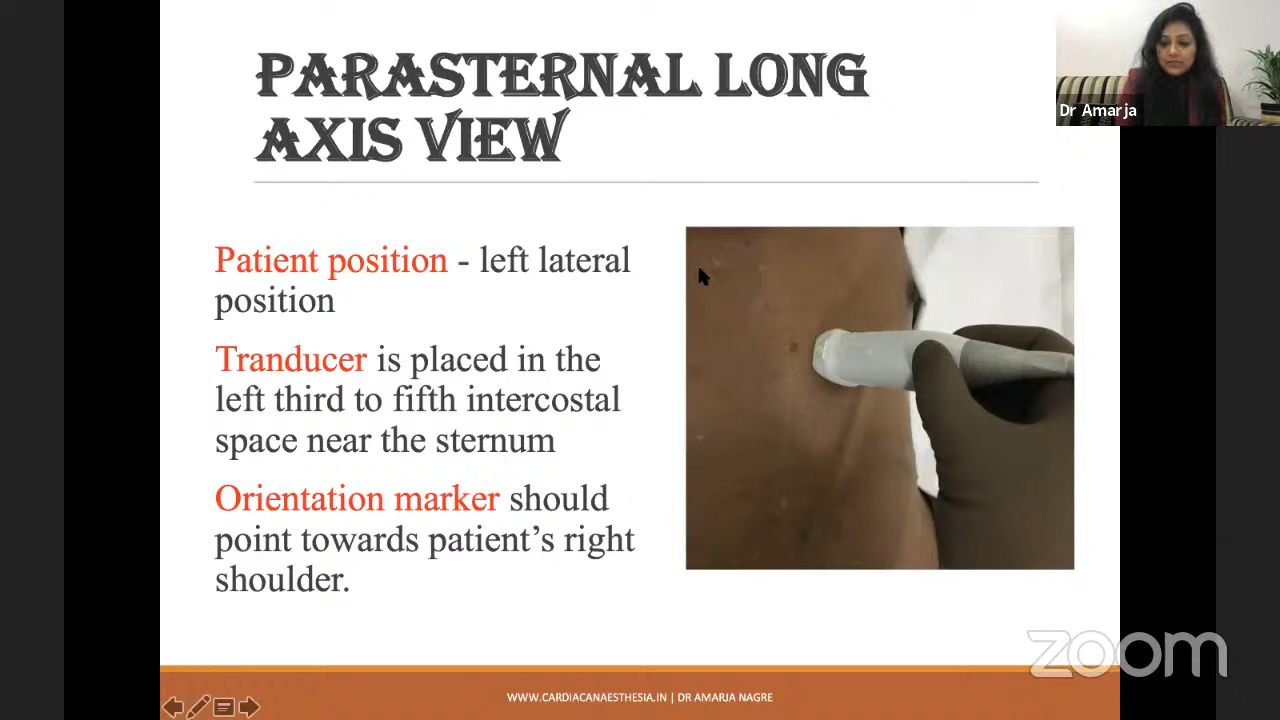 PARASTERNAL LONG
AXIS VIEW
Dr Amarja
Patient position - left lateral
position
Tranducer is placed in the
left third to fifth intercostal
space near the sternum
Orientation marker should
point towards patient’s right
shoulder.
zoom
WWW.CARDIACANAESTHESIA.IN | DR AMARJA NAGRE